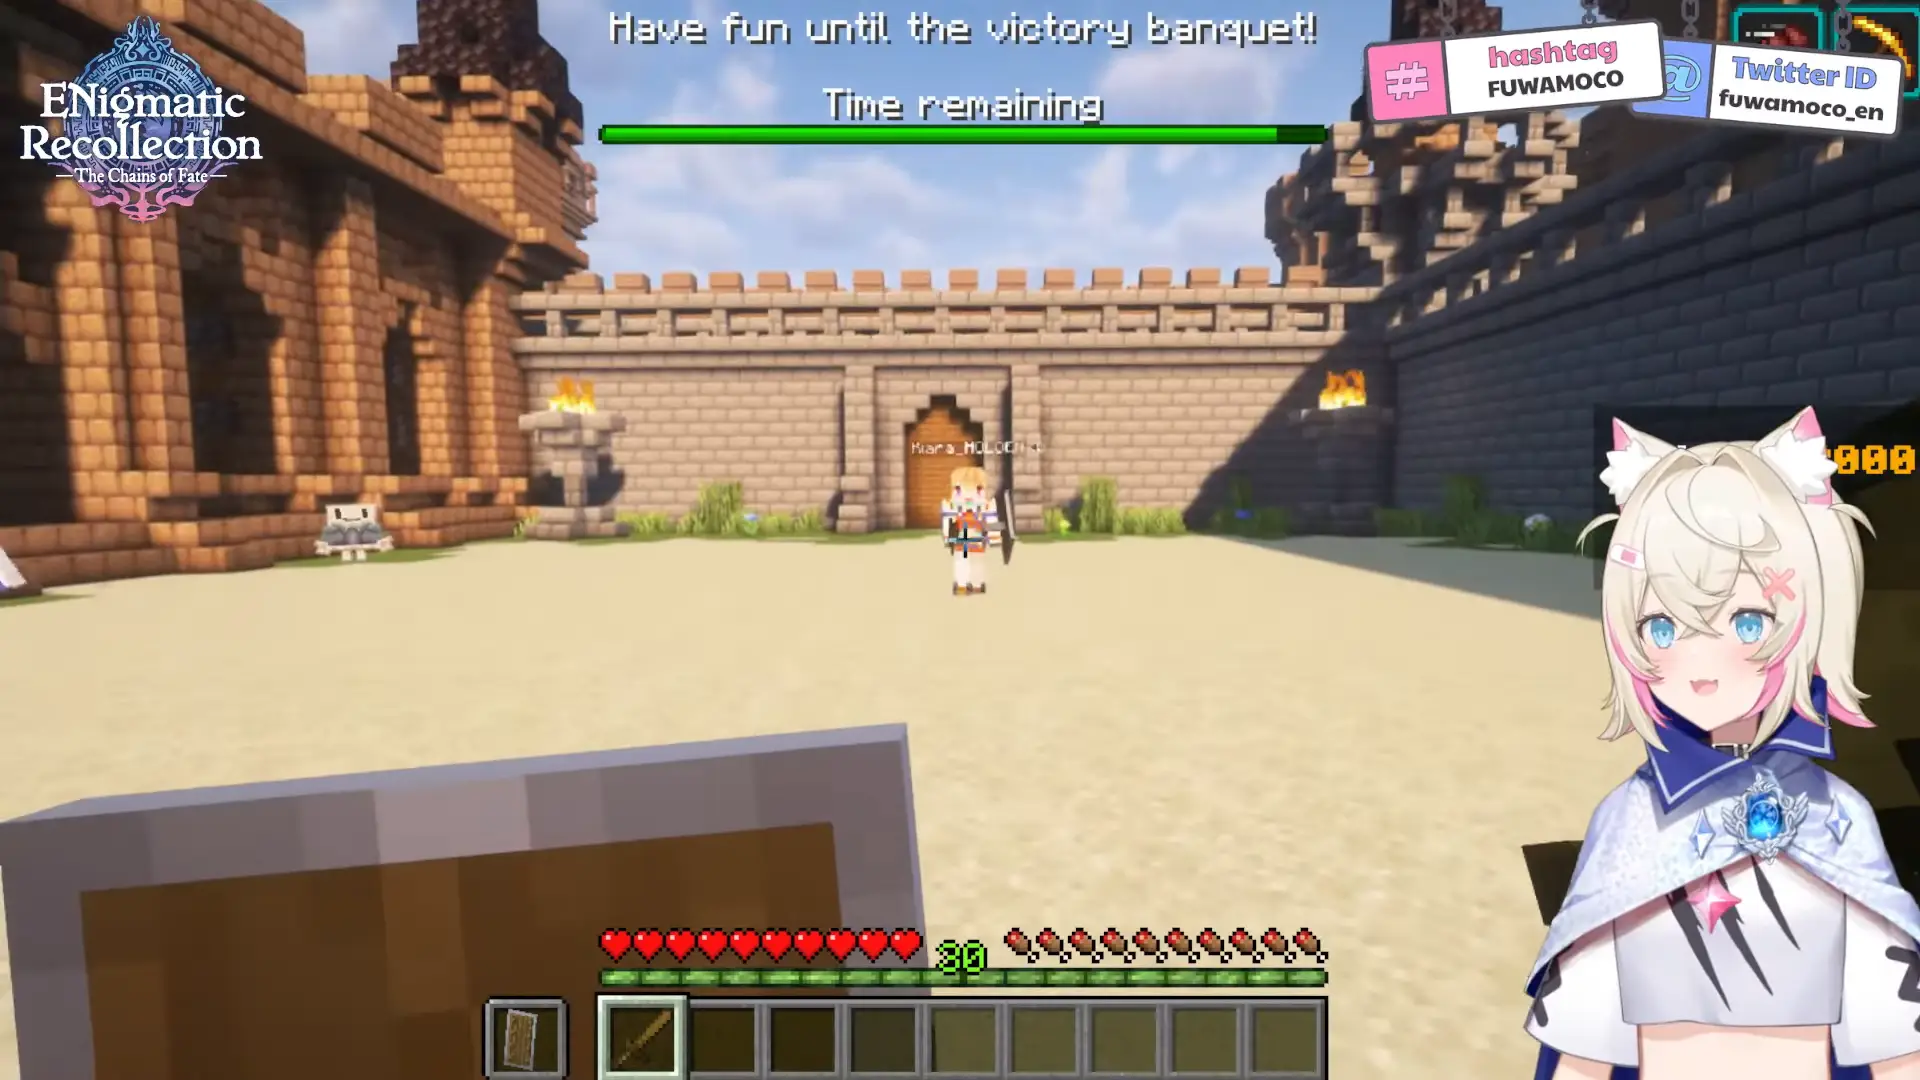 Have fun until the victory banquet!
Time remaining
ENigmatic
Recollection
The Chains of Fate
#
hashtag
FUWAMOCO
@
Twitter ID
fuwamoco_en
000
30